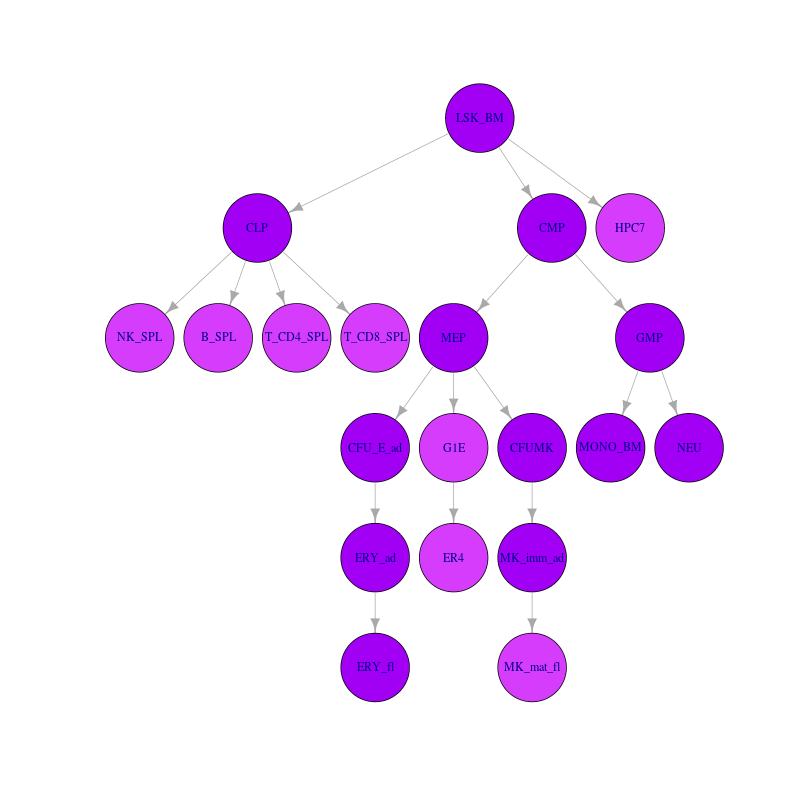 LSK_BM
CLP
CMP
HPC7
NK_SPL
B_SPL
T_CD4_SPL
T_CD8_SPL
MEP
GMP
CFU_E_ad
G1E
CFUMK
MONO_BM
NEU
ERY_ad
ER4
MK_imm_ad
ERY_fl
MK_mat_fl